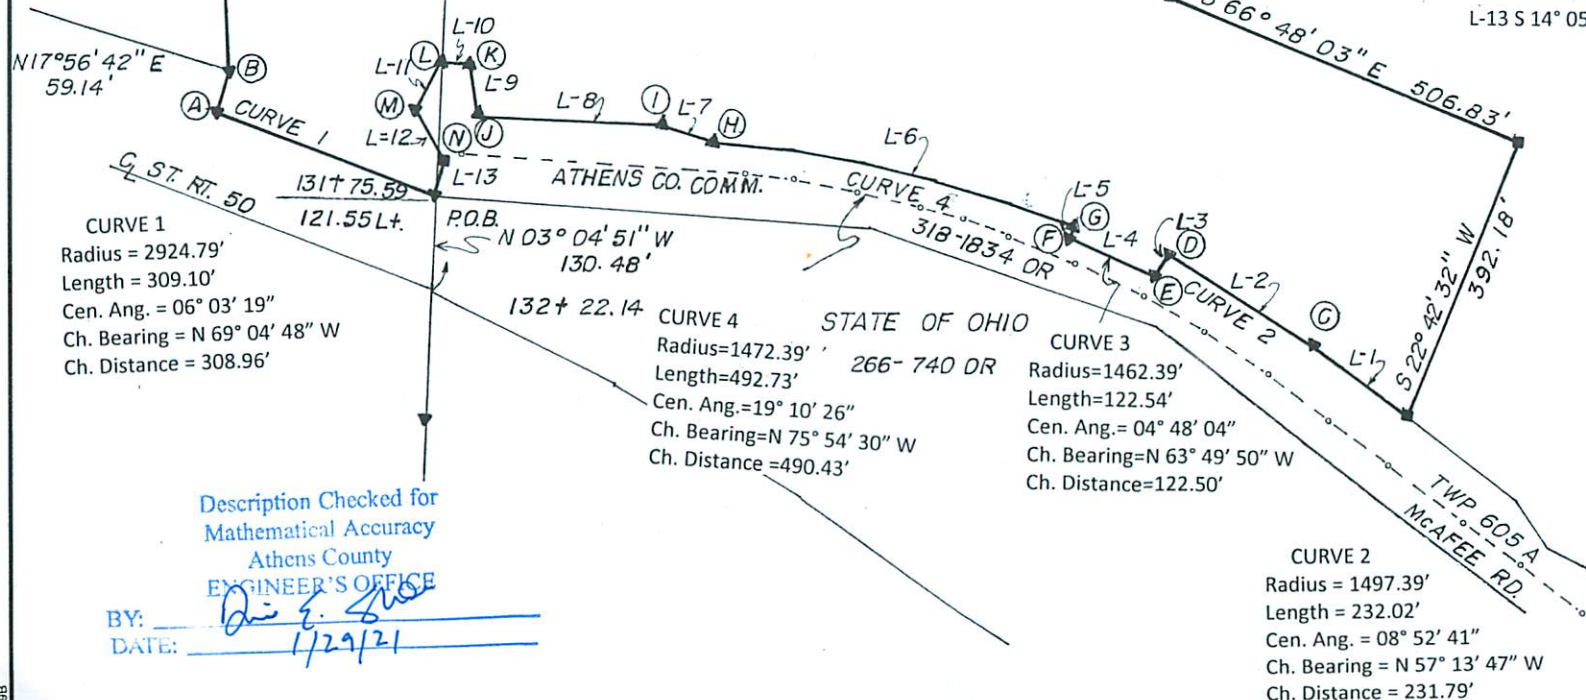 S 66° 48' 03" E 506.83'
L-13 S 14° 05
N17°56'42" E
59.14'
B
A
CURVE 1
L-10
L
K
L-11
L-9
M
L=12
N
J
L-8
I
L-7
H
L-6
L-13
ATHENS CO. COMM.
CURVE 4
318-1834 OR
L-5
G
F
L-4
L-3
D
E
L-2
CURVE 2
C
L-1
S 22° 42' 32" W
392.18'
C̲L ST. RT. 50
131+75.59
121.55 Lt.
P.O.B.
N 03° 04' 51" W
130.48'
132+ 22.14
STATE OF OHIO
266-740 OR
CURVE 1
Radius = 2924.79'
Length = 309.10'
Cen. Ang. = 06° 03' 19"
Ch. Bearing = N 69° 04' 48" W
Ch. Distance = 308.96'
CURVE 4
Radius=1472.39'
Length=492.73'
Cen. Ang.=19° 10' 26"
Ch. Bearing=N 75° 54' 30" W
Ch. Distance =490.43'
CURVE 3
Radius=1462.39'
Length=122.54'
Cen. Ang.= 04° 48' 04"
Ch. Bearing=N 63° 49' 50" W
Ch. Distance=122.50'
TWP 605 A
McAFEE RD.
CURVE 2
Radius = 1497.39'
Length = 232.02'
Cen. Ang. = 08° 52' 41"
Ch. Bearing = N 57° 13' 47" W
Ch. Distance = 231.79'
Description Checked for
Mathematical Accuracy
Athens County
ENGINEER'S OFFICE
BY:
DATE: 1/29/21